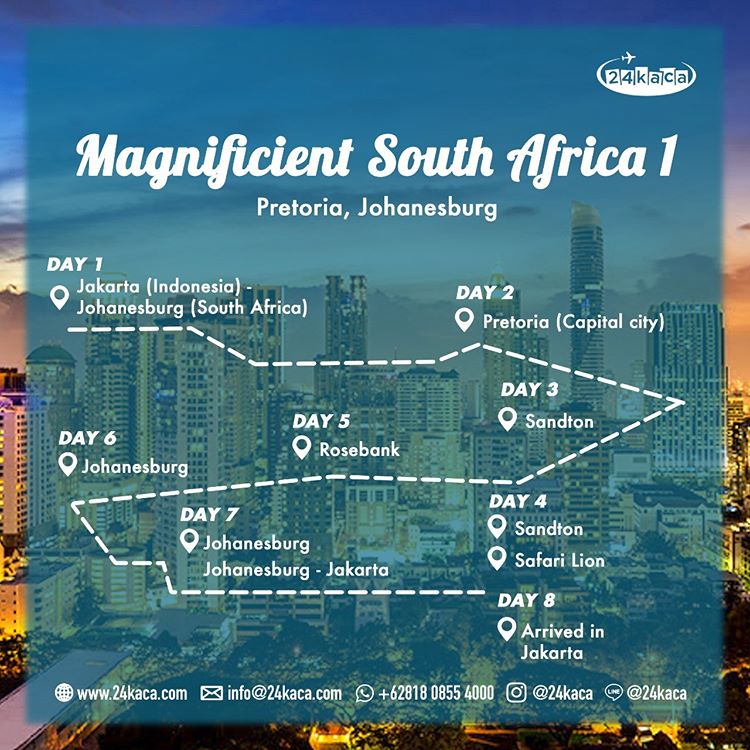 24kaca
Magnificient South Africa 1
Pretoria, Johanesburg
DAY 1
Jakarta (Indonesia) -
Johanesburg (South Africa)
DAY 2
Pretoria (Capital city)
DAY 3
Sandton
DAY 4
Sandton
Safari Lion
DAY 5
Rosebank
DAY 6
Johanesburg
DAY 7
Johanesburg
Johanesburg - Jakarta
DAY 8
Arrived in
Jakarta
www.24kaca.com info@24kaca.com +62818 0855 4000 @24kaca LINE @24kaca